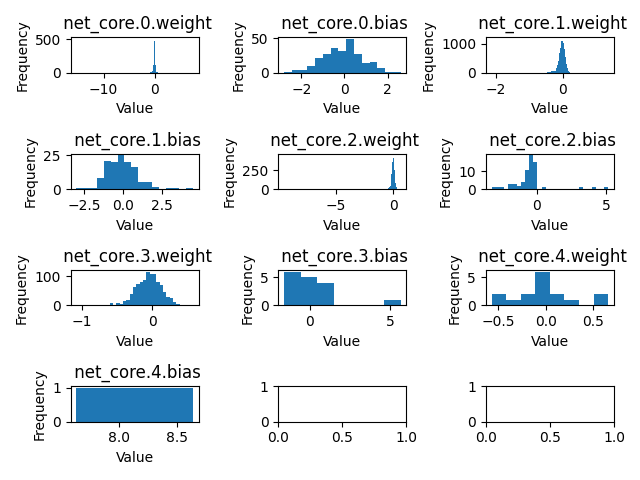 net_core.0.weight
net_core.0.bias
net_core.1.weight
Frequency
500
0
−10
0
Value
Frequency
50
0
−2
0
2
Value
Frequency
1000
0
−2
0
Value
net_core.1.bias
net_core.2.weight
net_core.2.bias
Frequency
25
0
−2.5
0.0
2.5
Value
Frequency
250
0
−5
0
Value
Frequency
10
0
0
5
Value
net_core.3.weight
net_core.3.bias
net_core.4.weight
Frequency
100
0
−1
0
Value
Frequency
5
0
0
5
Value
Frequency
5
0
−0.5
0.0
0.5
Value
net_core.4.bias
Frequency
1
0
8.0
8.5
Value
1
0
0.0
0.5
1.0
1
0
0.0
0.5
1.0